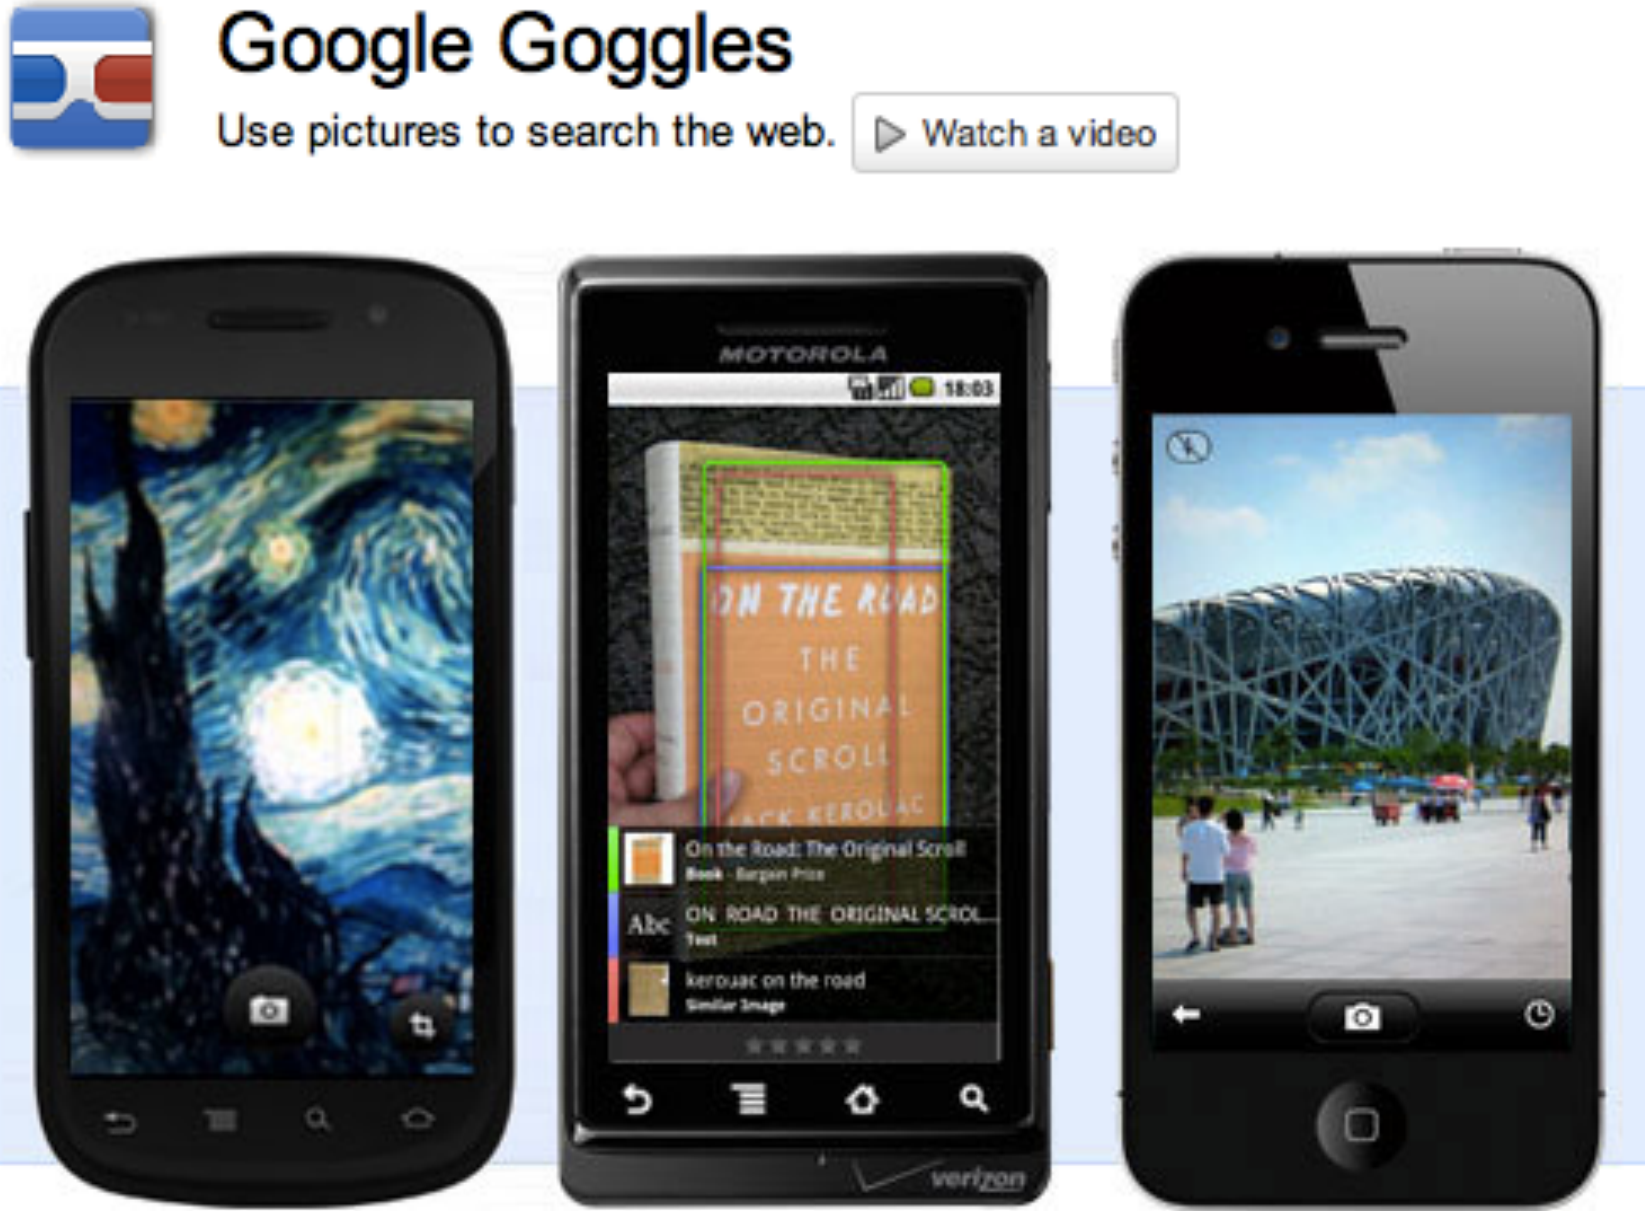 Google Goggles
Use pictures to search the web.
Watch a video
MOTOROLA
18:03
ON THE ROAD
THE
ORIGINAL
SCROLL
JACK KEROUAC
On the Road: The Original Scroll
Book - Bargain Price
Abc
ON ROAD THE ORIGINAL SCROL...
Text
kerouac on the road
Similar Image
verizon